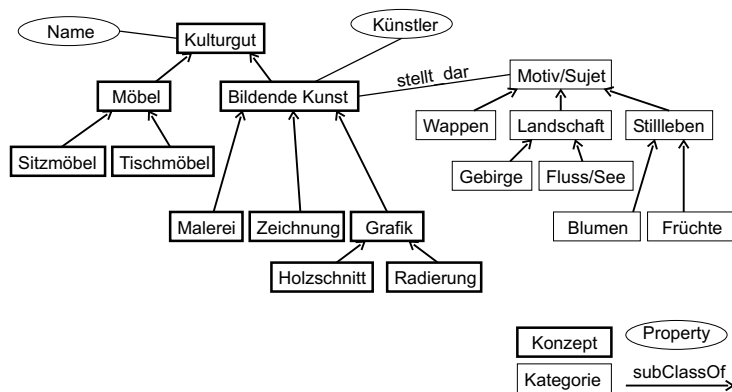 Name
Kulturgut
Künstler
stellt dar
Motiv/Sujet
Möbel
Bildende Kunst
Wappen
Landschaft
Stillleben
Sitzmöbel
Tischmöbel
Gebirge
Fluss/See
Malerei
Zeichnung
Grafik
Blumen
Früchte
Holzschnitt
Radierung
Konzept
Property
Kategorie
subClassOf